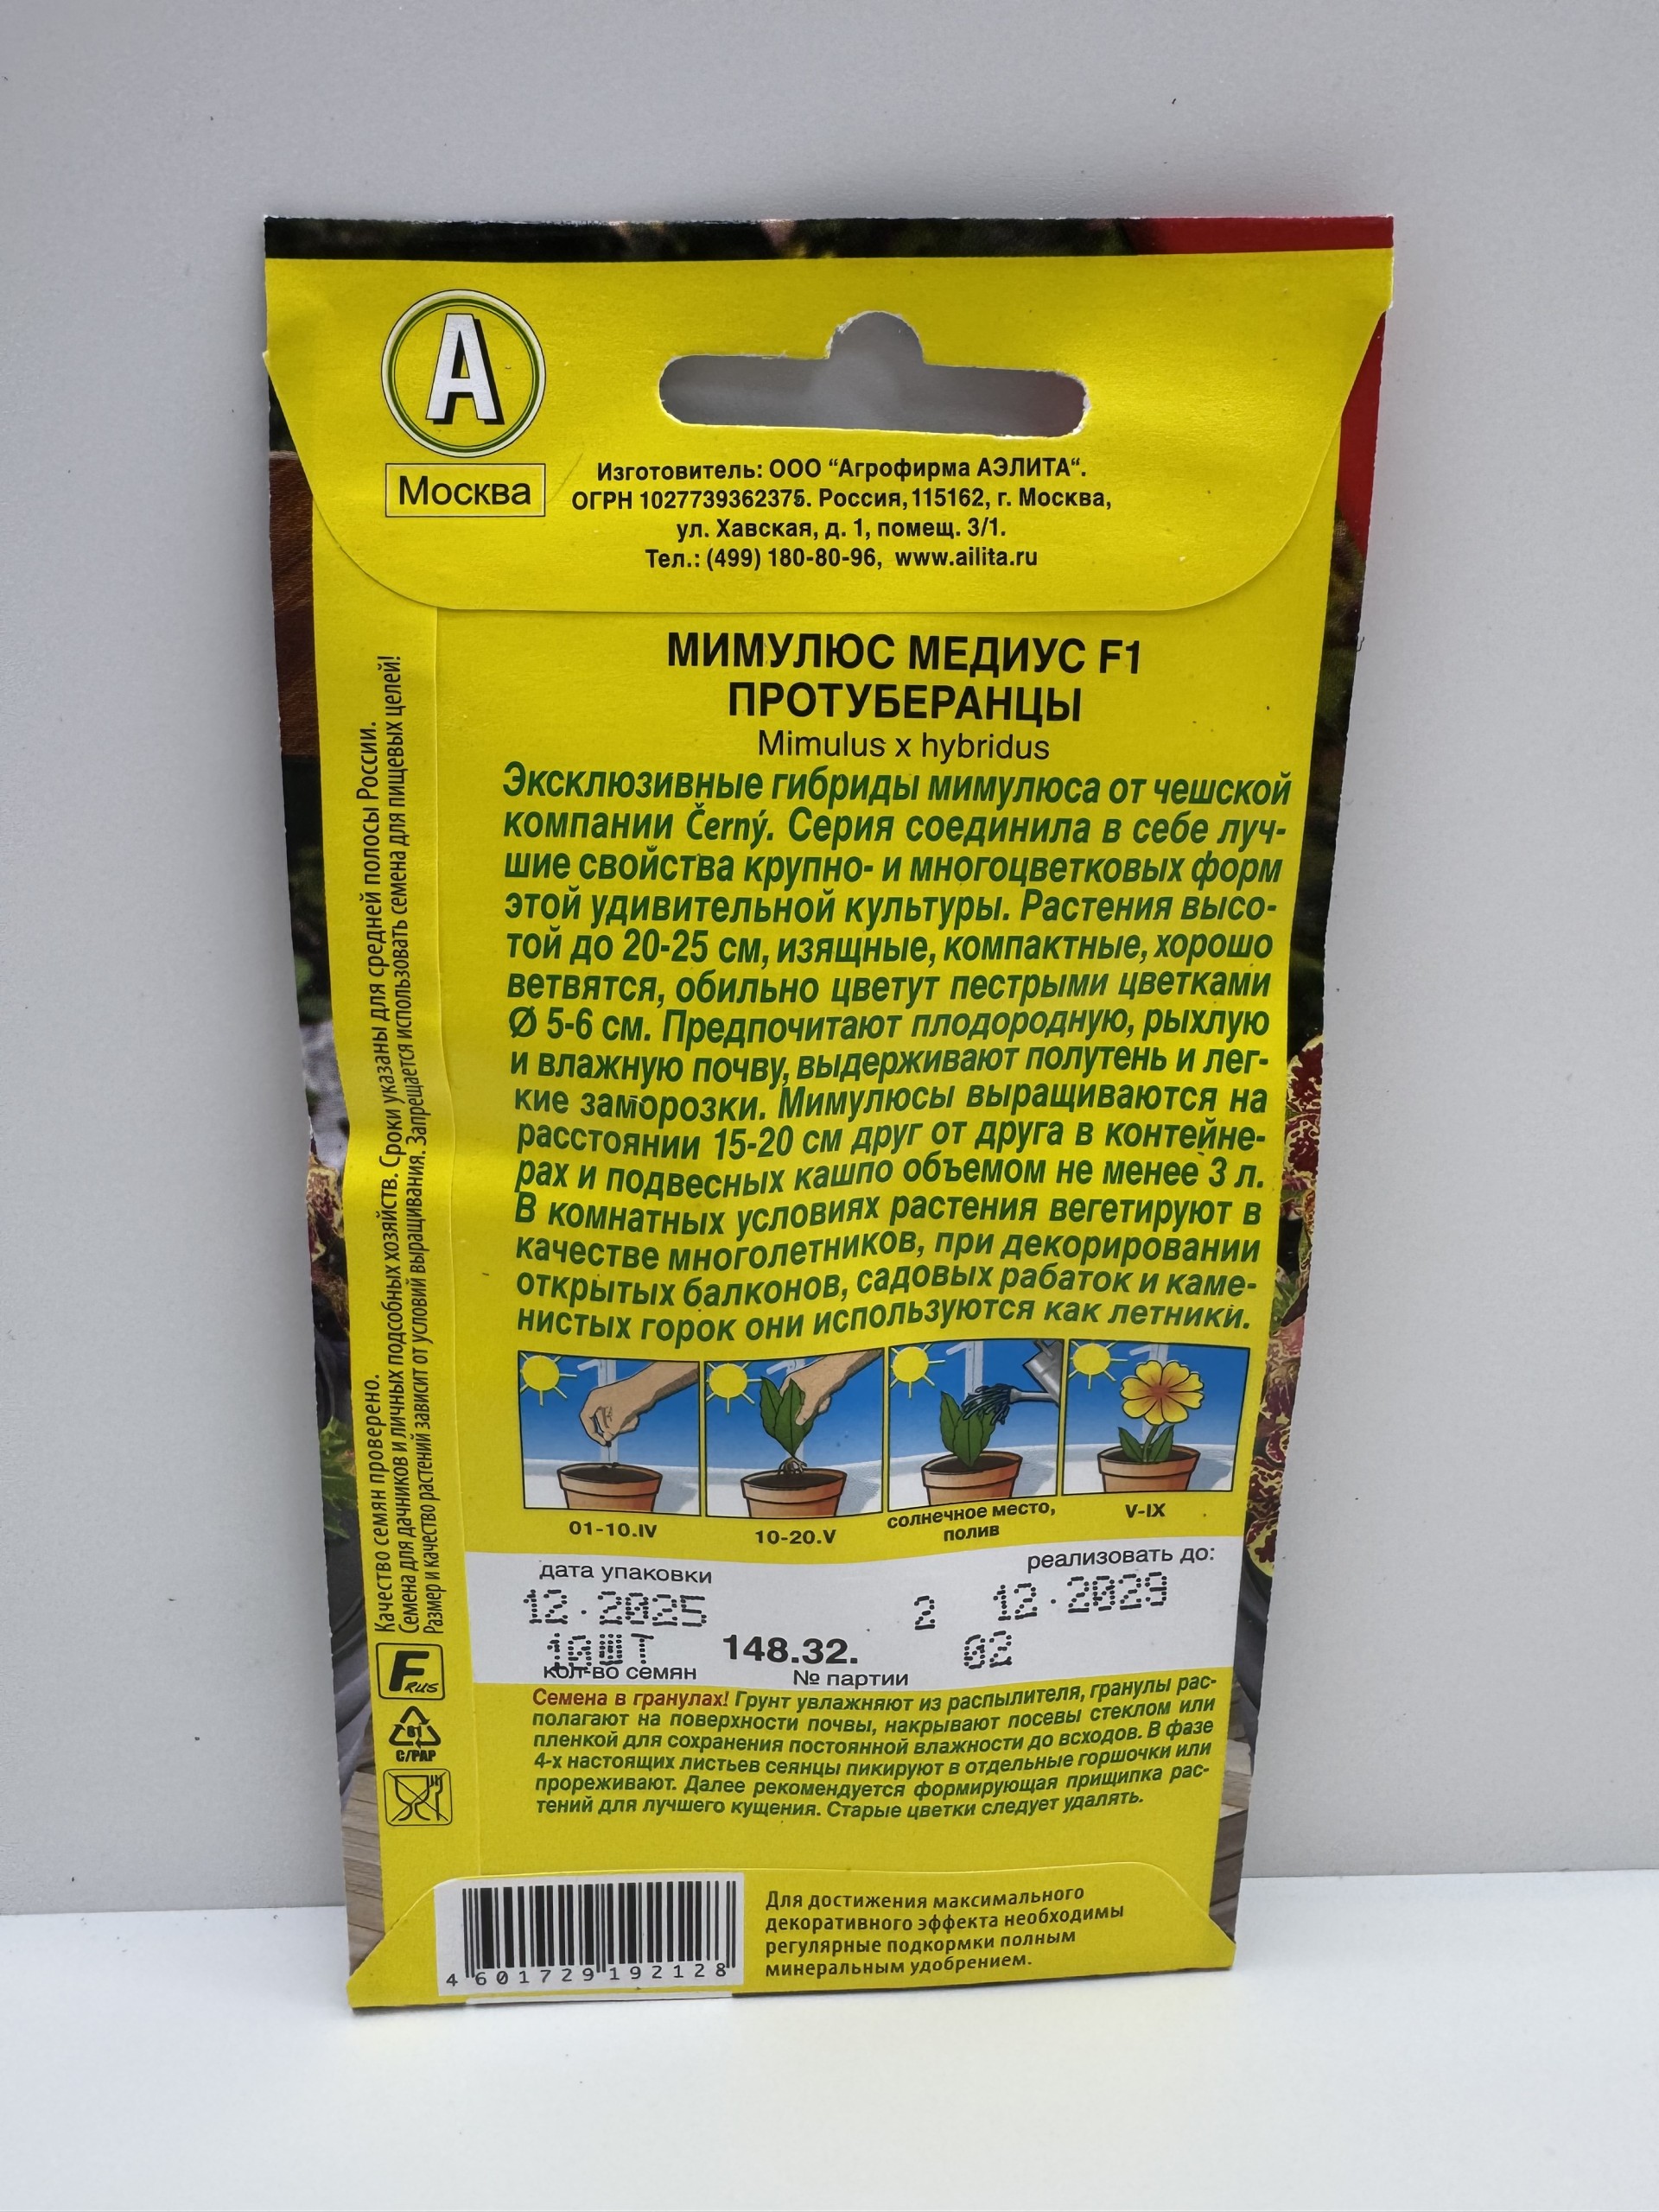 А
Москва
Изготовитель: ООО “Агрофирма АЭЛИТА“.
ОГРН 1027739362375. Россия, 115162, г. Москва,
ул. Хавская, д. 1, помещ. 3/1.
Тел.: (499) 180-80-96, www.ailita.ru
МИМУЛЮС МЕДИУС F1
ПРОТУБЕРАНЦЫ
Mimulus x hybridus
Эксклюзивные гибриды мимулюса от чешской
компании Černý. Серия соединила в себе луч-
шие свойства крупно- и многоцветковых форм
этой удивительной культуры. Растения высо-
той до 20-25 см, изящные, компактные, хорошо
ветвятся, обильно цветут пестрыми цветками
Ø 5-6 см. Предпочитают плодородную, рыхлую
и влажную почву, выдерживают полутень и лег-
кие заморозки. Мимулюсы выращиваются на
расстоянии 15-20 см друг от друга в контейне-
рах и подвесных кашпо объемом не менее 3 л.
В комнатных условиях растения вегетируют в
качестве многолетников, при декорировании
открытых балконов, садовых рабаток и каме-
нистых горок они используются как летники.
01-10.IV
10-20.V
солнечное место,
полив
V-IX
дата упаковки
реализовать до:
12.2025
2 12.2029
10ШТ 148.32. 02
кол-во семян
№ партии
Семена в гранулах! Грунт увлажняют из распылителя, гранулы рас-
полагают на поверхности почвы, накрывают посевы стеклом или
пленкой для сохранения постоянной влажности до всходов. В фазе
4-х настоящих листьев сеянцы пикируют в отдельные горшочки или
прореживают. Далее рекомендуется формирующая прищипка рас-
тений для лучшего кущения. Старые цветки следует удалять.
Качество семян проверено.
Семена для дачников и личных подсобных хозяйств. Сроки указаны для средней полосы России.
Размер и качество растений зависит от условий выращивания. Запрещается использовать семена для пищевых целей!
F RUS
81
C/PAP
4 601729 192128
Для достижения максимального
декоративного эффекта необходимы
регулярные подкормки полным
минеральным удобрением.